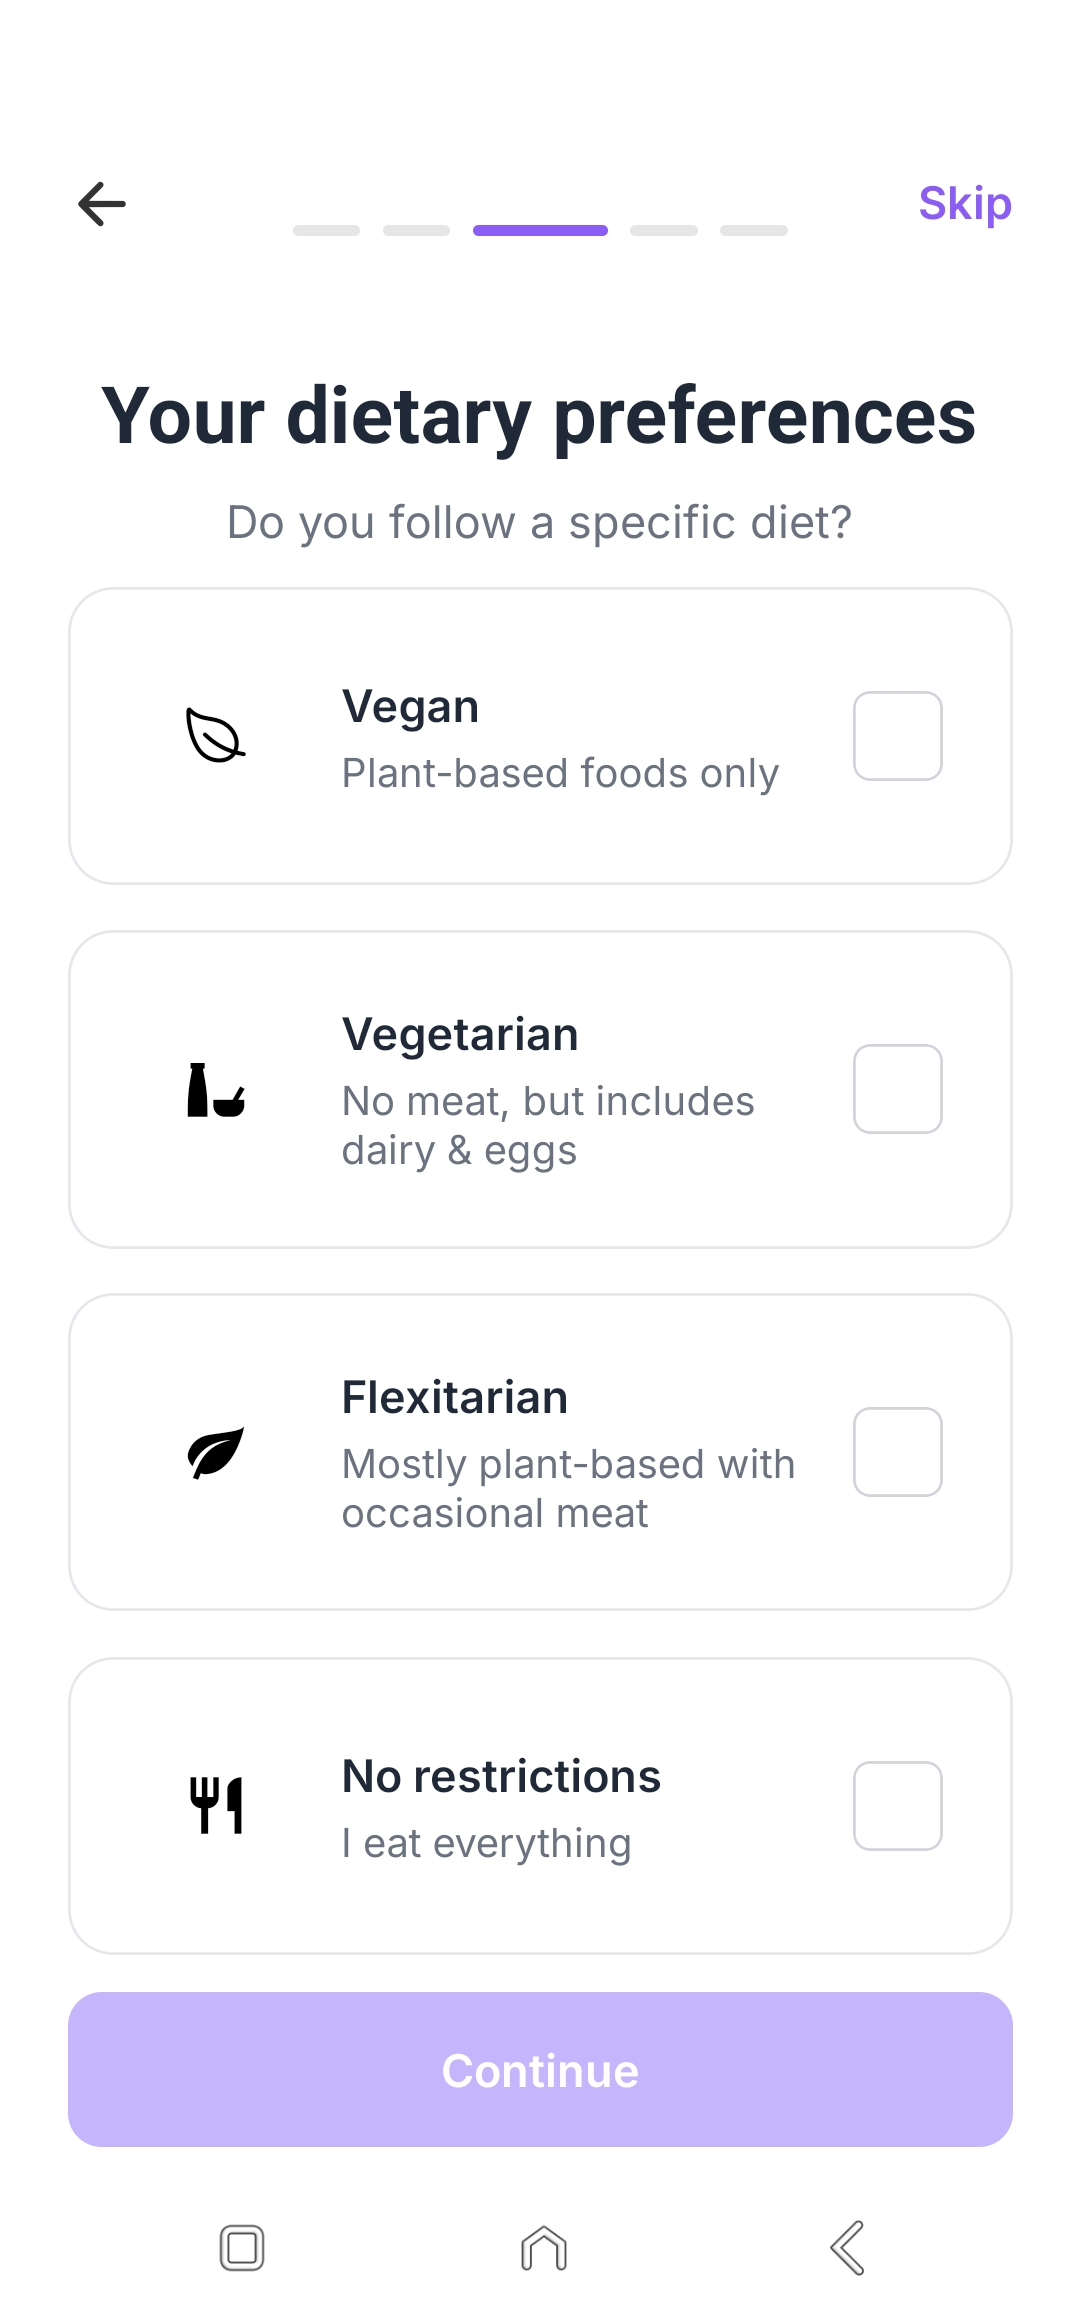 Skip
Your dietary preferences
Do you follow a specific diet?
Vegan
Plant-based foods only
Vegetarian
No meat, but includes
dairy & eggs
Flexitarian
Mostly plant-based with
occasional meat
No restrictions
I eat everything
Continue